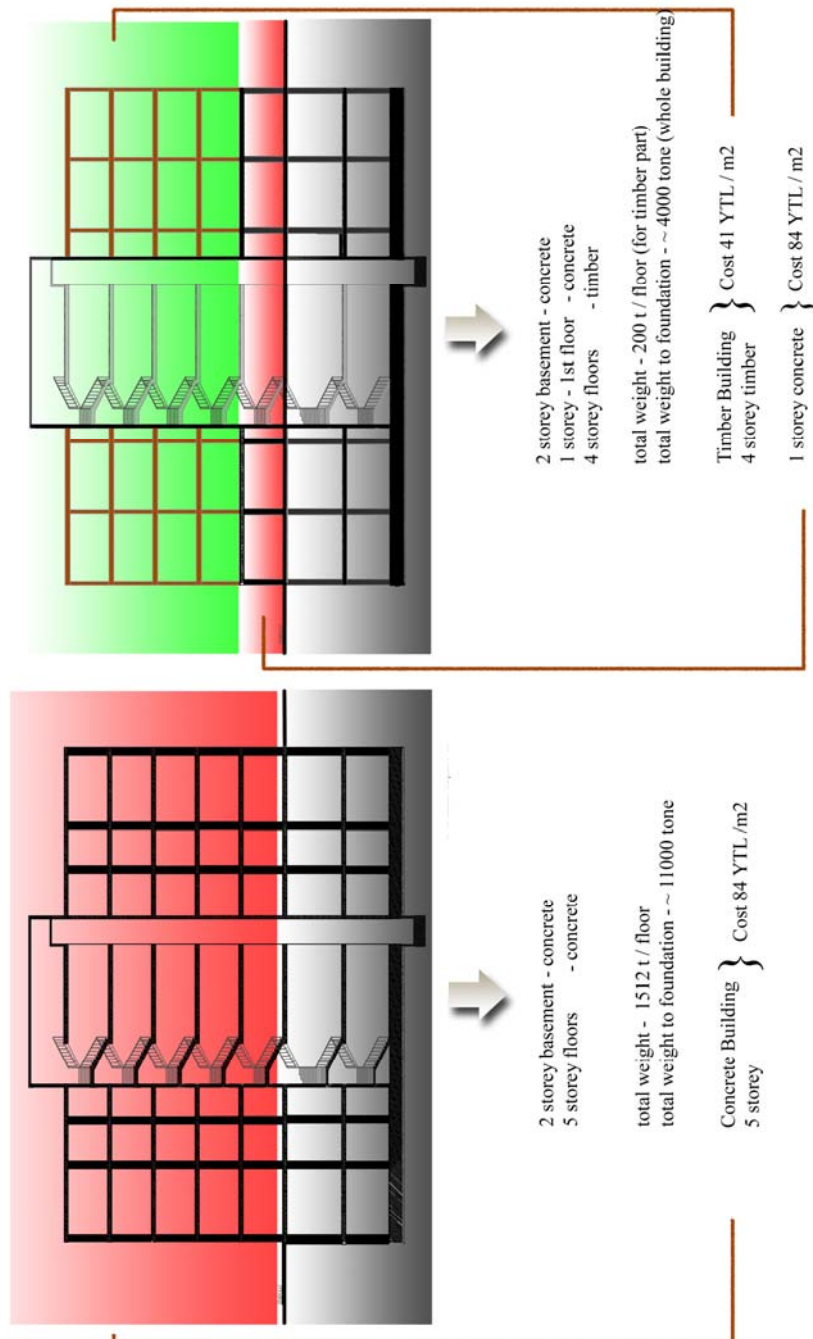 2 storey basement - concrete
5 storey floors - concrete
total weight - 1512 t / floor
total weight to foundation - ~ 11000 tone
Concrete Building } Cost 84 YTL /m2
5 storey
2 storey basement - concrete
1 storey - 1st floor - concrete
4 storey floors - timber
total weight - 200 t / floor (for timber part)
total weight to foundation - ~ 4000 tone (whole building)
Timber Building } Cost 41 YTL / m2
4 storey timber
1 storey concrete } Cost 84 YTL / m2